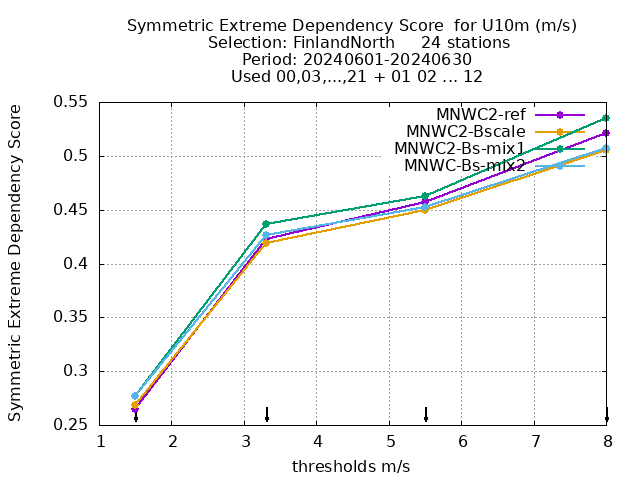 Symmetric Extreme Dependency Score  for U10m (m/s)
Selection: FinlandNorth     24 stations
Period: 20240601-20240630
Used 00,03,...,21 + 01 02 ... 12
Symmetric Extreme Dependency Score
0.55
0.5
0.45
0.4
0.35
0.3
0.25
MNWC2-ref
MNWC2-Bscale
MNWC2-Bs-mix1
MNWC-Bs-mix2
1 2 3 4 5 6 7 8
thresholds m/s